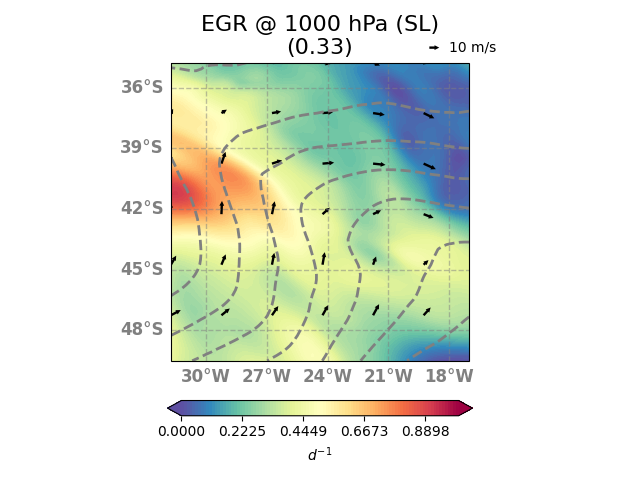 EGR @ 1000 hPa (SL)
(0.33)
10 m/s
36°S
39°S
42°S
45°S
48°S
30°W 27°W 24°W 21°W 18°W
0.0000 0.2225 0.4449 0.6673 0.8898
d⁻¹